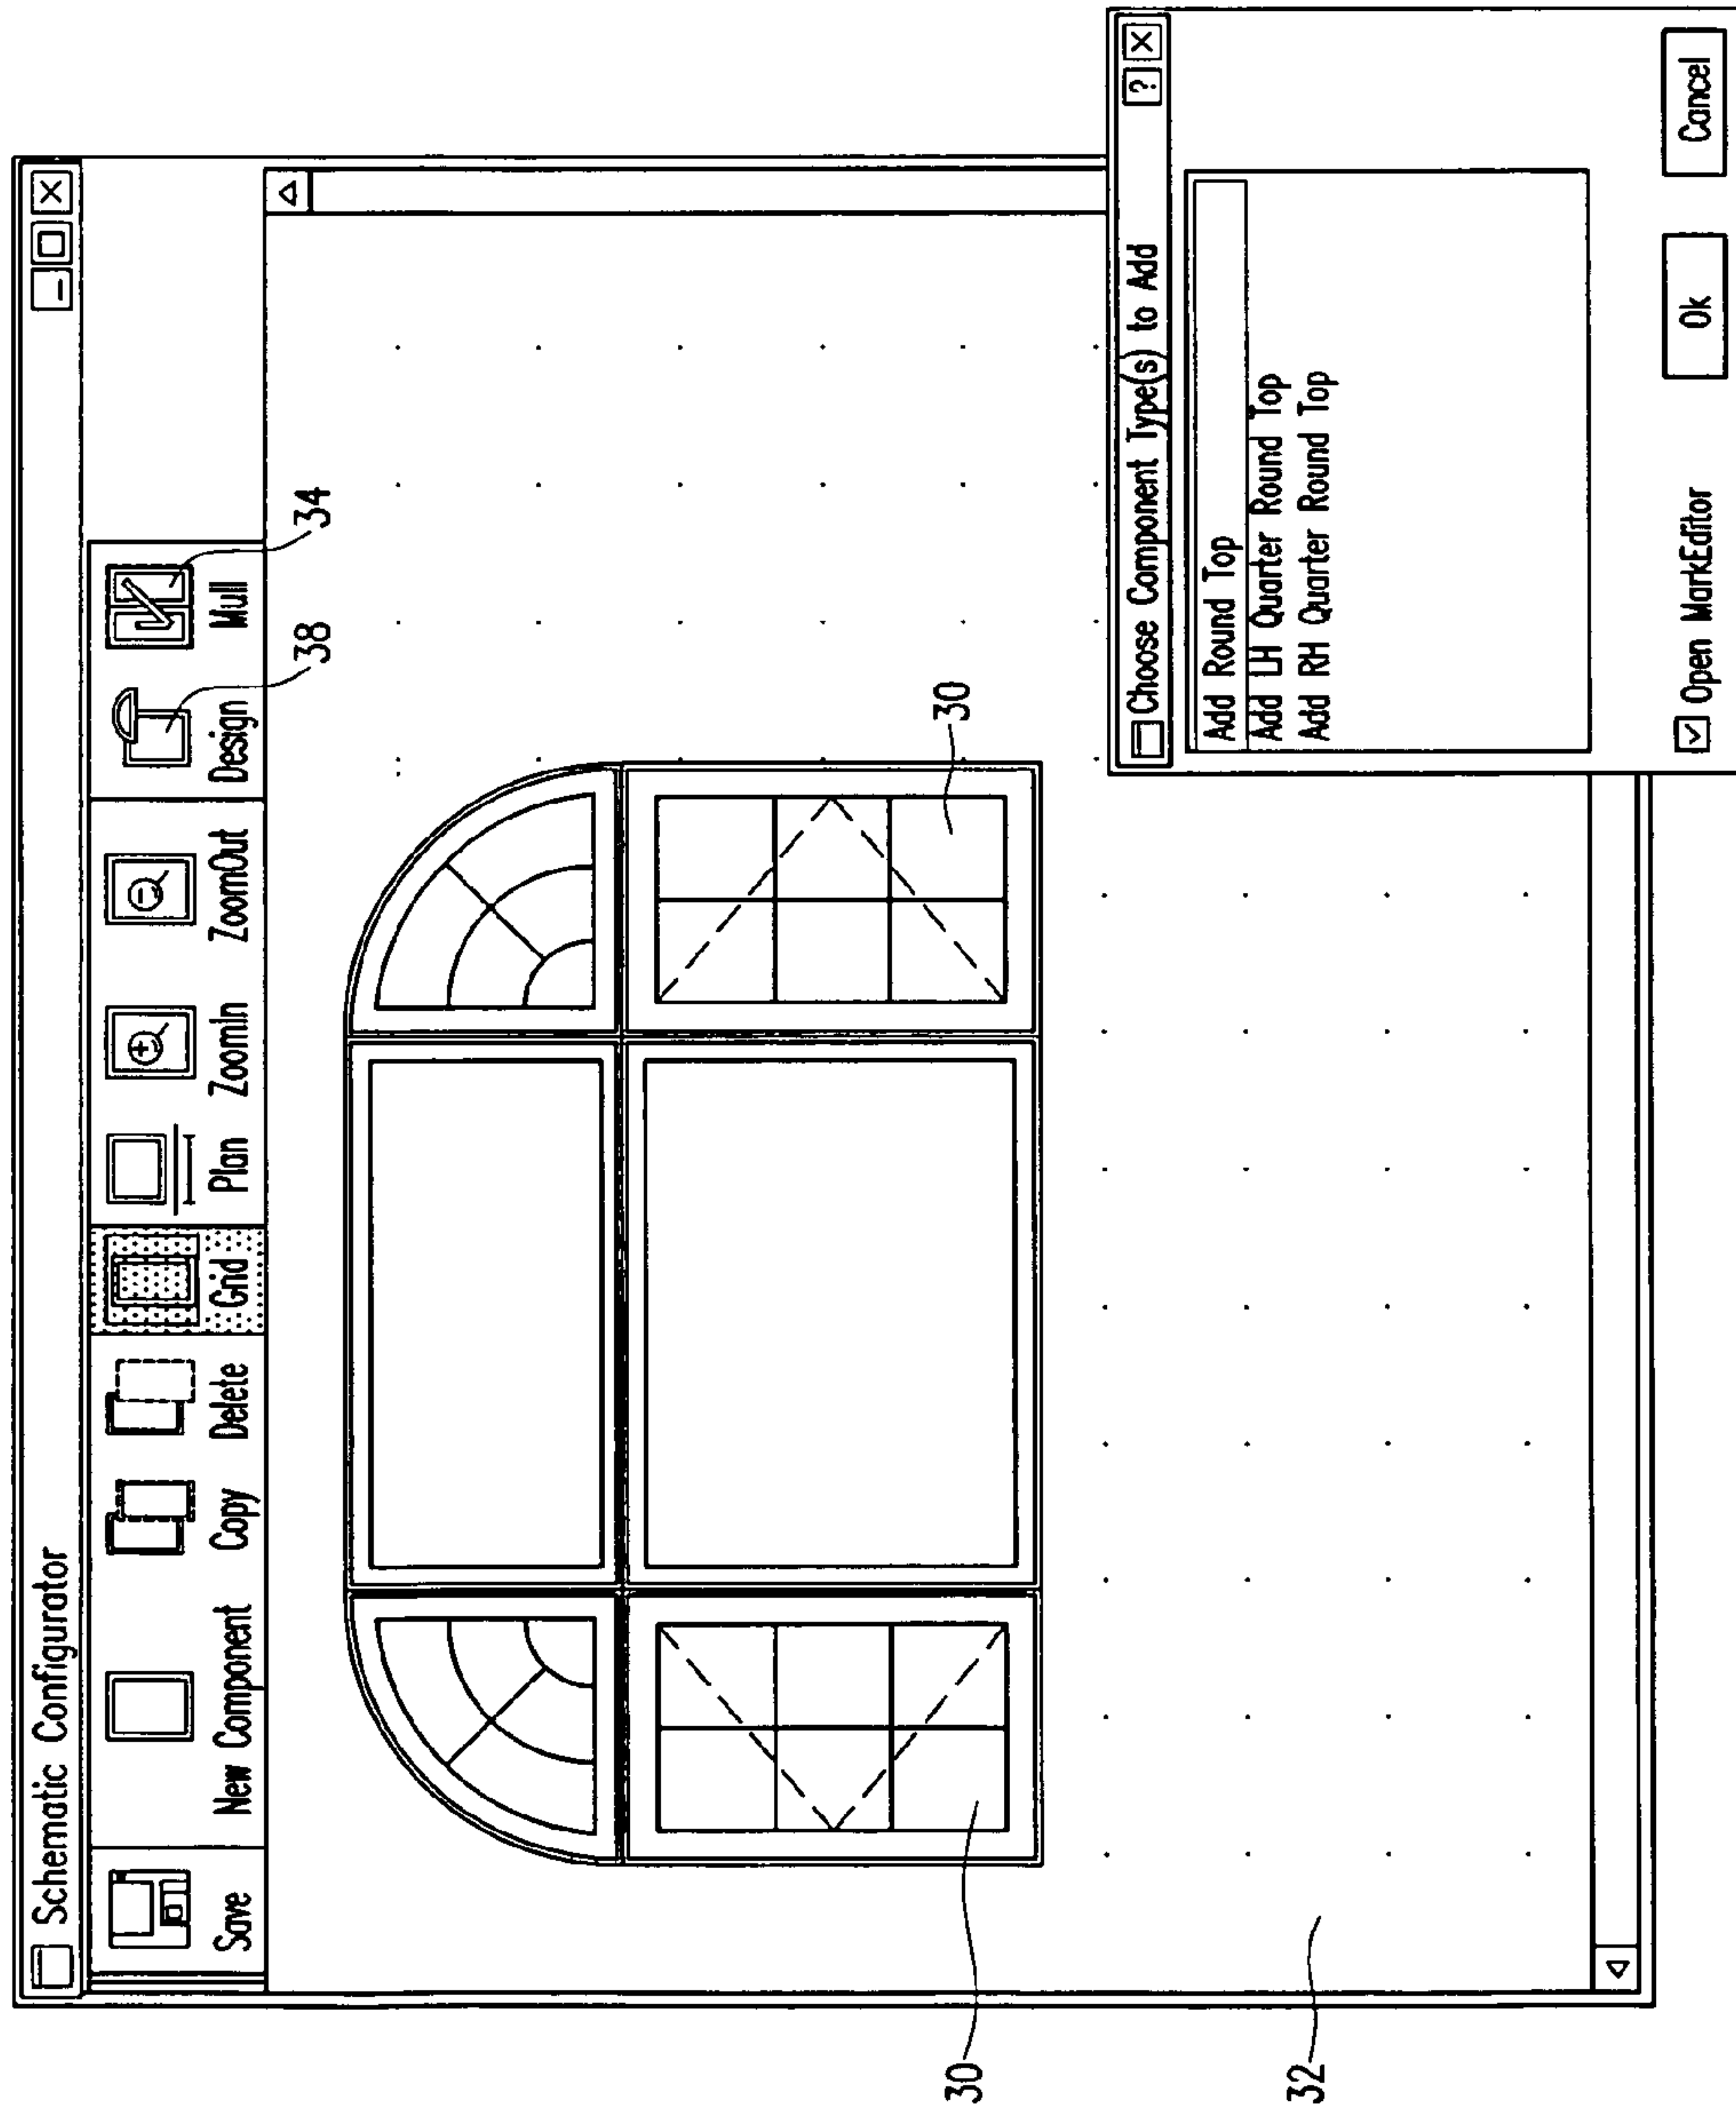 Schematic Configurator
Save
New Component
Copy
Delete
Grid
Plan
ZoomIn
ZoomOut
Design
Mull
38
34
30
30
32
Choose Component Type(s) to Add
?
Add Round Top
Add LH Quarter Round Top
Add RH Quarter Round Top
Open MarkEditor
Ok
Cancel